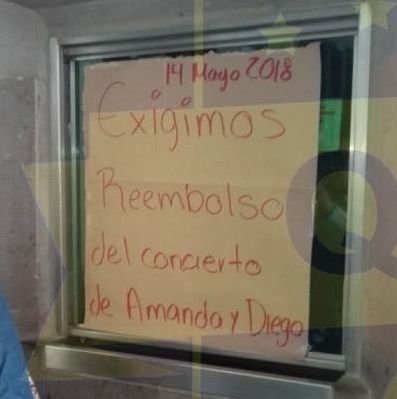 14 Mayo 2018
Exigimos
Reembolso
del concierto
de Amanda y Diego